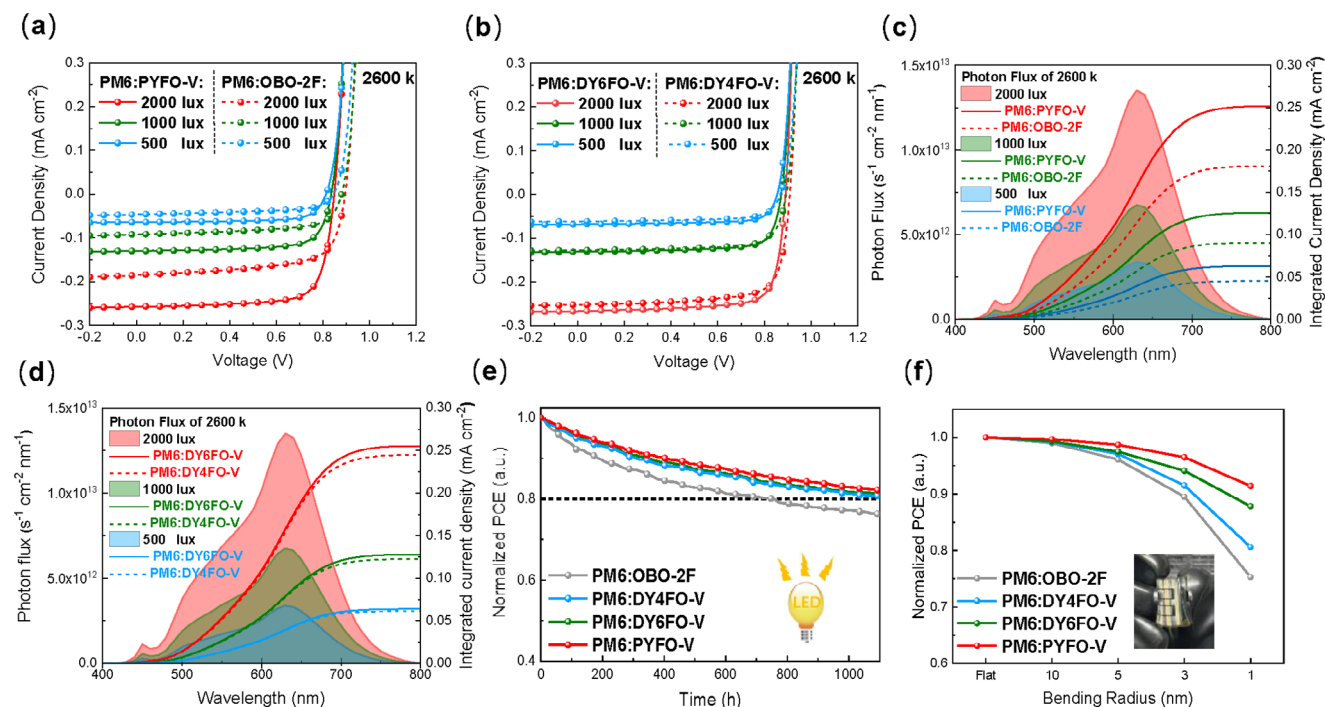 (a)
PM6:PYFO-V: PM6:OBO-2F: 2600 k
2000 lux 2000 lux
1000 lux 1000 lux
500 lux 500 lux
0.3
0.2
0.1
0.0
-0.1
-0.2
-0.3
Current Density (mA cm⁻²)
-0.2 0.0 0.2 0.4 0.6 0.8 1.0 1.2
Voltage (V)
(b)
PM6:DY6FO-V: PM6:DY4FO-V: 2600 k
2000 lux 2000 lux
1000 lux 1000 lux
500 lux 500 lux
0.3
0.2
0.1
0.0
-0.1
-0.2
-0.3
Current Density (mA cm⁻²)
-0.2 0.0 0.2 0.4 0.6 0.8 1.0 1.2
Voltage (V)
(c)
Photon Flux of 2600 k
2000 lux
PM6:PYFO-V
PM6:OBO-2F
1000 lux
PM6:PYFO-V
PM6:OBO-2F
500 lux
PM6:PYFO-V
PM6:OBO-2F
1.5x10¹³
1.0x10¹³
5.0x10¹²
0.0
Photon Flux (s⁻¹ cm⁻² nm⁻¹)
0.30
0.25
0.20
0.15
0.10
0.05
0.00
Integrated Current Density (mA cm⁻²)
400 500 600 700 800
Wavelength (nm)
(d)
Photon Flux of 2600 k
2000 lux
PM6:DY6FO-V
PM6:DY4FO-V
1000 lux
PM6:DY6FO-V
PM6:DY4FO-V
500 lux
PM6:DY6FO-V
PM6:DY4FO-V
1.5x10¹³
1.0x10¹³
5.0x10¹²
0.0
Photon flux (s⁻¹ cm⁻² nm⁻¹)
0.30
0.25
0.20
0.15
0.10
0.05
0.00
Integrated current density (mA cm⁻²)
400 500 600 700 800
Wavelength (nm)
(e)
1.0
0.8
0.6
0.4
Normalized PCE (a.u.)
PM6:OBO-2F
PM6:DY4FO-V
PM6:DY6FO-V
PM6:PYFO-V
LED
0 200 400 600 800 1000
Time (h)
(f)
1.0
0.9
0.8
0.7
0.6
Normalized PCE (a.u.)
PM6:OBO-2F
PM6:DY4FO-V
PM6:DY6FO-V
PM6:PYFO-V
Flat 10 5 3 1
Bending Radius (nm)